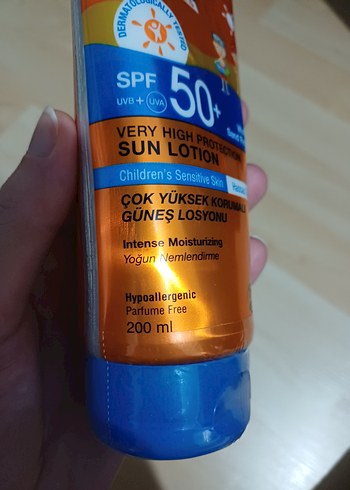 DERMATOLOGICALLY TESTED
SPF 50+
UVB + UVA
VERY HIGH PROTECTION
SUN LOTION
Children's Sensitive Skin
ÇOK YÜKSEK KORUMALI
GÜNEŞ LOSYONU
Intense Moisturizing
Yoğun Nemlendirme
Hypoallergenic
Parfume Free
200 ml